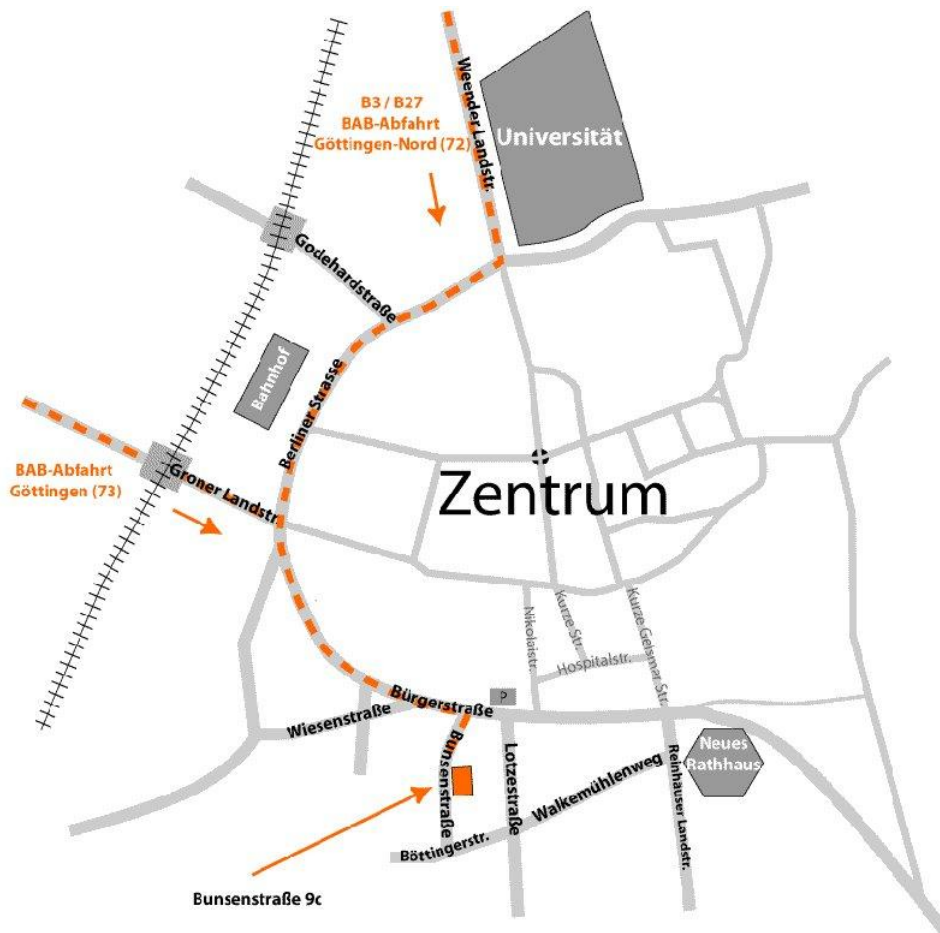 B3 / B27
BAB-Abfahrt
Göttingen-Nord (72)
Weender Landstr.
Universität
Godehardstraße
Bahnhof
Berliner Strasse
BAB-Abfahrt
Göttingen (73)
Groner Landstr.
Zentrum
Nikolaistr.
Kurze Str.
Kurze Geismar Str.
Hospitalstr.
P
Bürgerstraße
Wiesenstraße
Bunsenstraße
Lotzestraße
Walkemühlenweg
Reinhäuser Landstr.
Neues
Rathhaus
Böttingerstr.
Bunsenstraße 9c